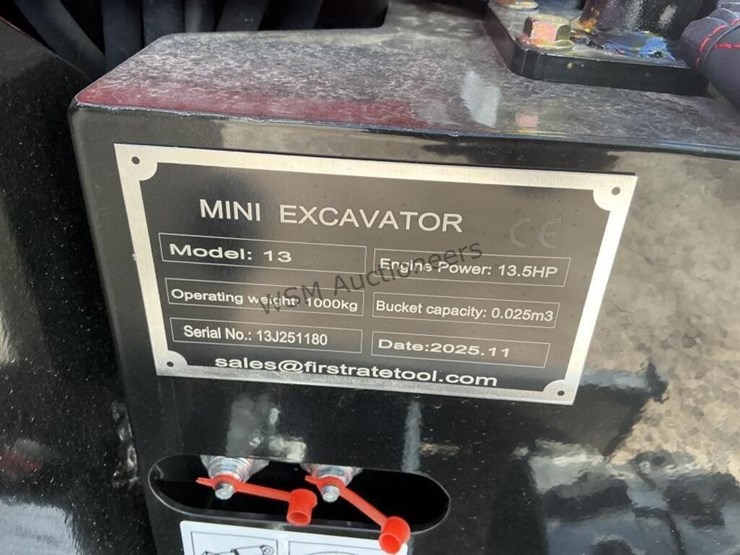 MINI EXCAVATOR
CE
Model: 13
Engine Power: 13.5HP
Operating weight: 1000kg
Bucket capacity: 0.025m3
Serial No.: 13J251180
Date:2025.11
sales@firstratetool.com
WSM Auctioneers